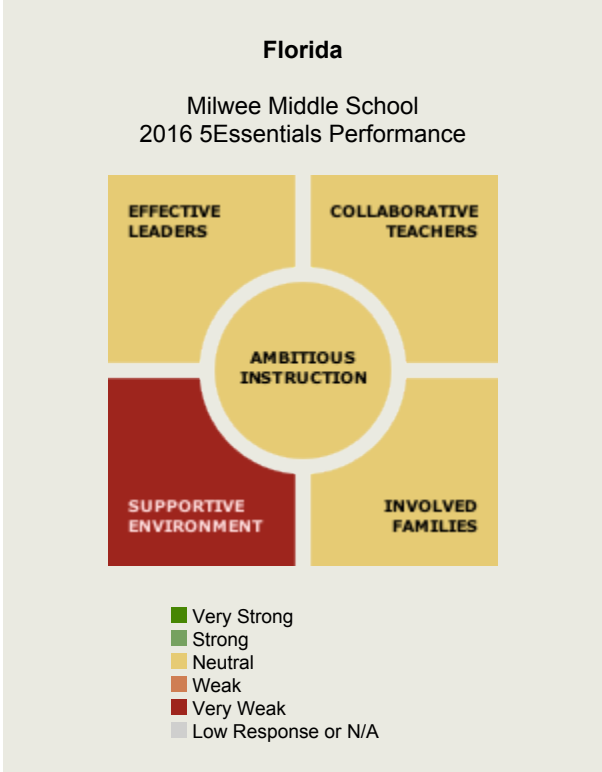 Florida
Milwee Middle School
2016 5Essentials Performance
EFFECTIVE
LEADERS
COLLABORATIVE
TEACHERS
AMBITIOUS
INSTRUCTION
SUPPORTIVE
ENVIRONMENT
INVOLVED
FAMILIES
Very Strong
Strong
Neutral
Weak
Very Weak
Low Response or N/A